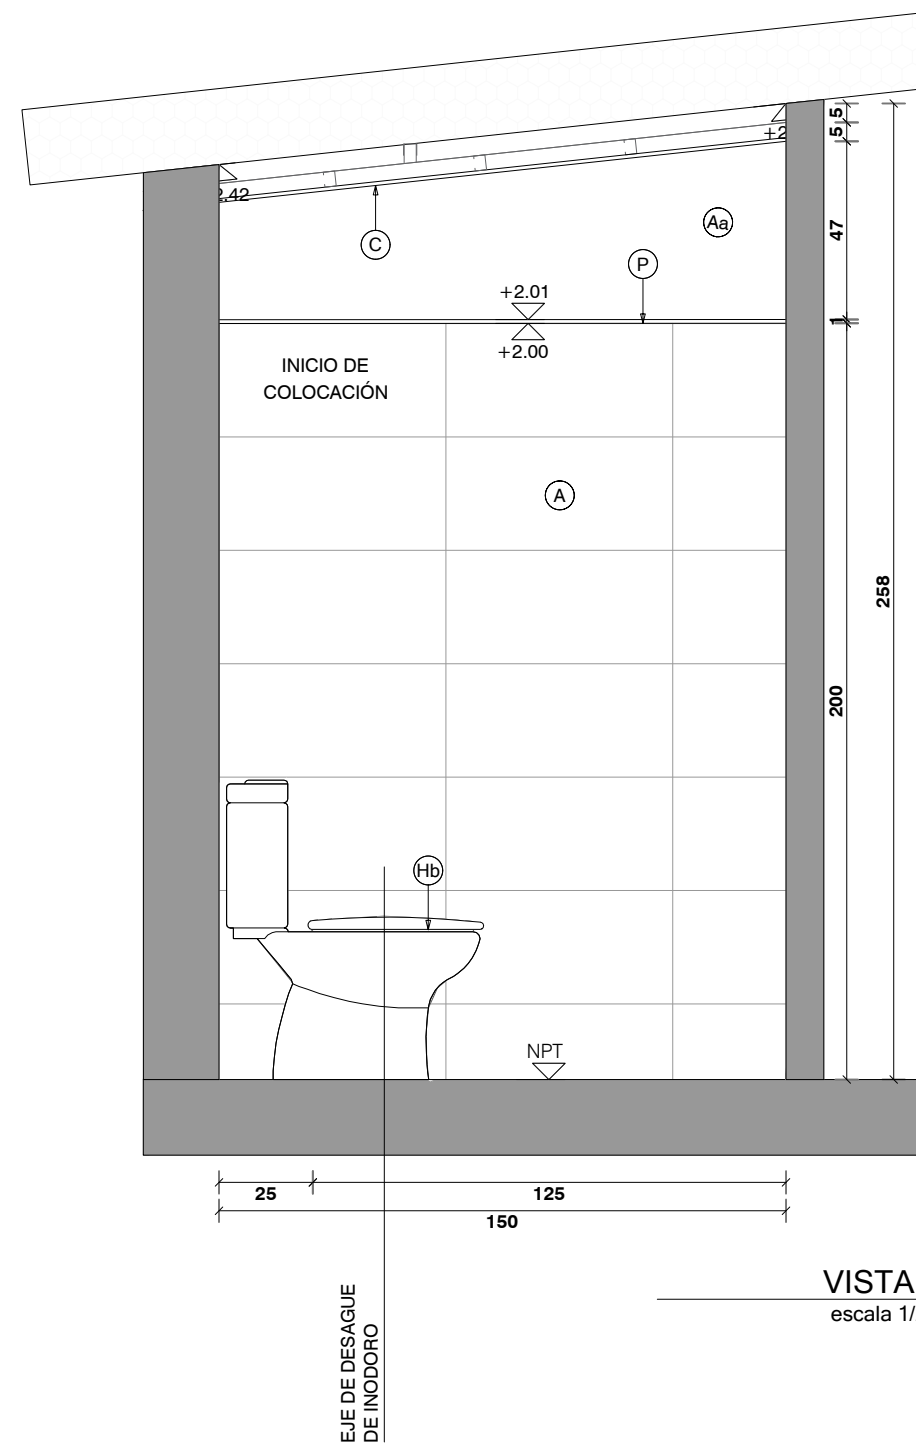 5
5
+2
2.42
Aa
C
47
P
+2.01
1
+2.00
INICIO DE
COLOCACIÓN
A
258
200
Hb
NPT
25
125
150
EJE DE DESAGUE
DE INODORO
VISTA
escala 1/